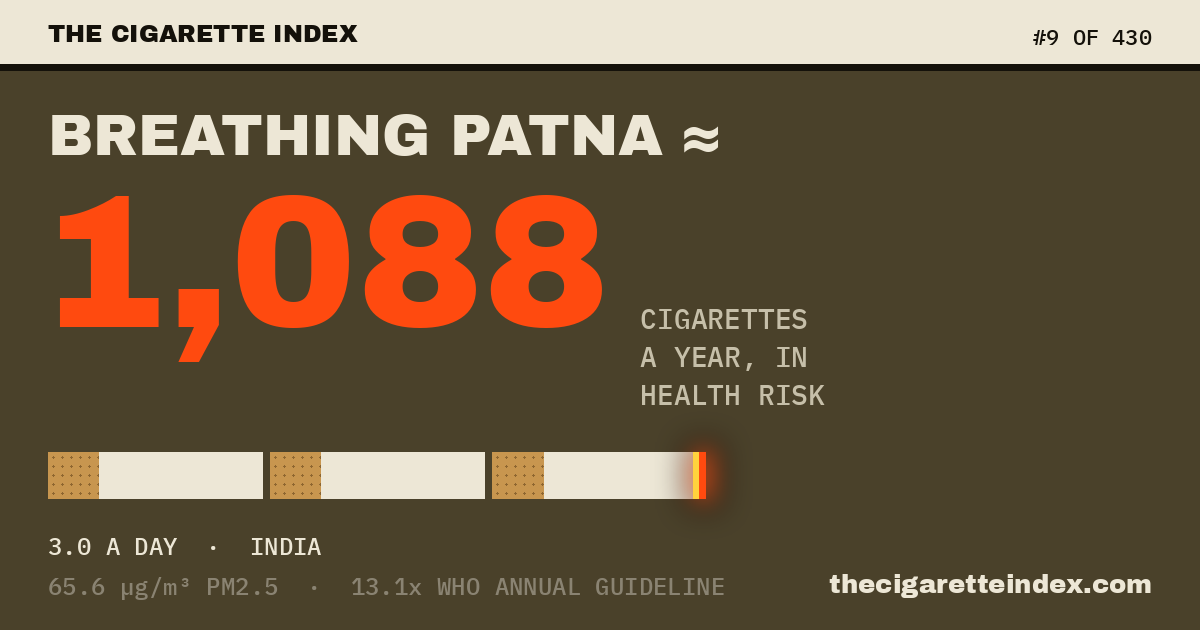 THE CIGARETTE INDEX
#9 OF 430
BREATHING PATNA ≈
1,088
CIGARETTES
A YEAR, IN
HEALTH RISK
3.0 A DAY · INDIA
65.6 µg/m³ PM2.5 · 13.1x WHO ANNUAL GUIDELINE
thecigaretteindex.com